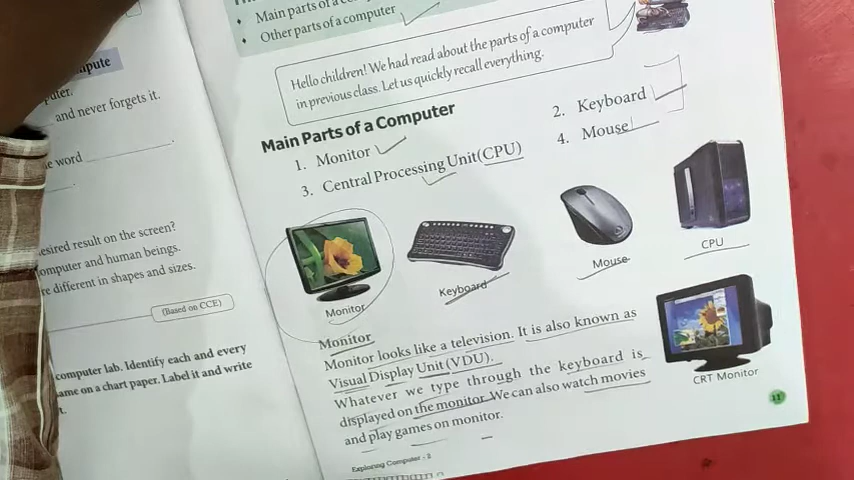 pute
puter.
and never forgets it.
e word
esired result on the screen?
omputer and human beings.
re different in shapes and sizes.
(Based on CCE)
computer lab. Identify each and every
ame on a chart paper. Label it and write
t.
Main parts of a
Other parts of a computer
Hello children! We had read about the parts of a computer
in previous class. Let us quickly recall everything.
Main Parts of a Computer
1. Monitor
2. Keyboard
3. Central Processing Unit(CPU)
4. Mouse
Monitor
Keyboard
Mouse
CPU
Monitor
Monitor looks like a television. It is also known as
Visual Display Unit (VDU).
Whatever we type through the keyboard is
displayed on the monitor. We can also watch movies
and play games on monitor.
CRT Monitor
11
Exploring Computer - 2